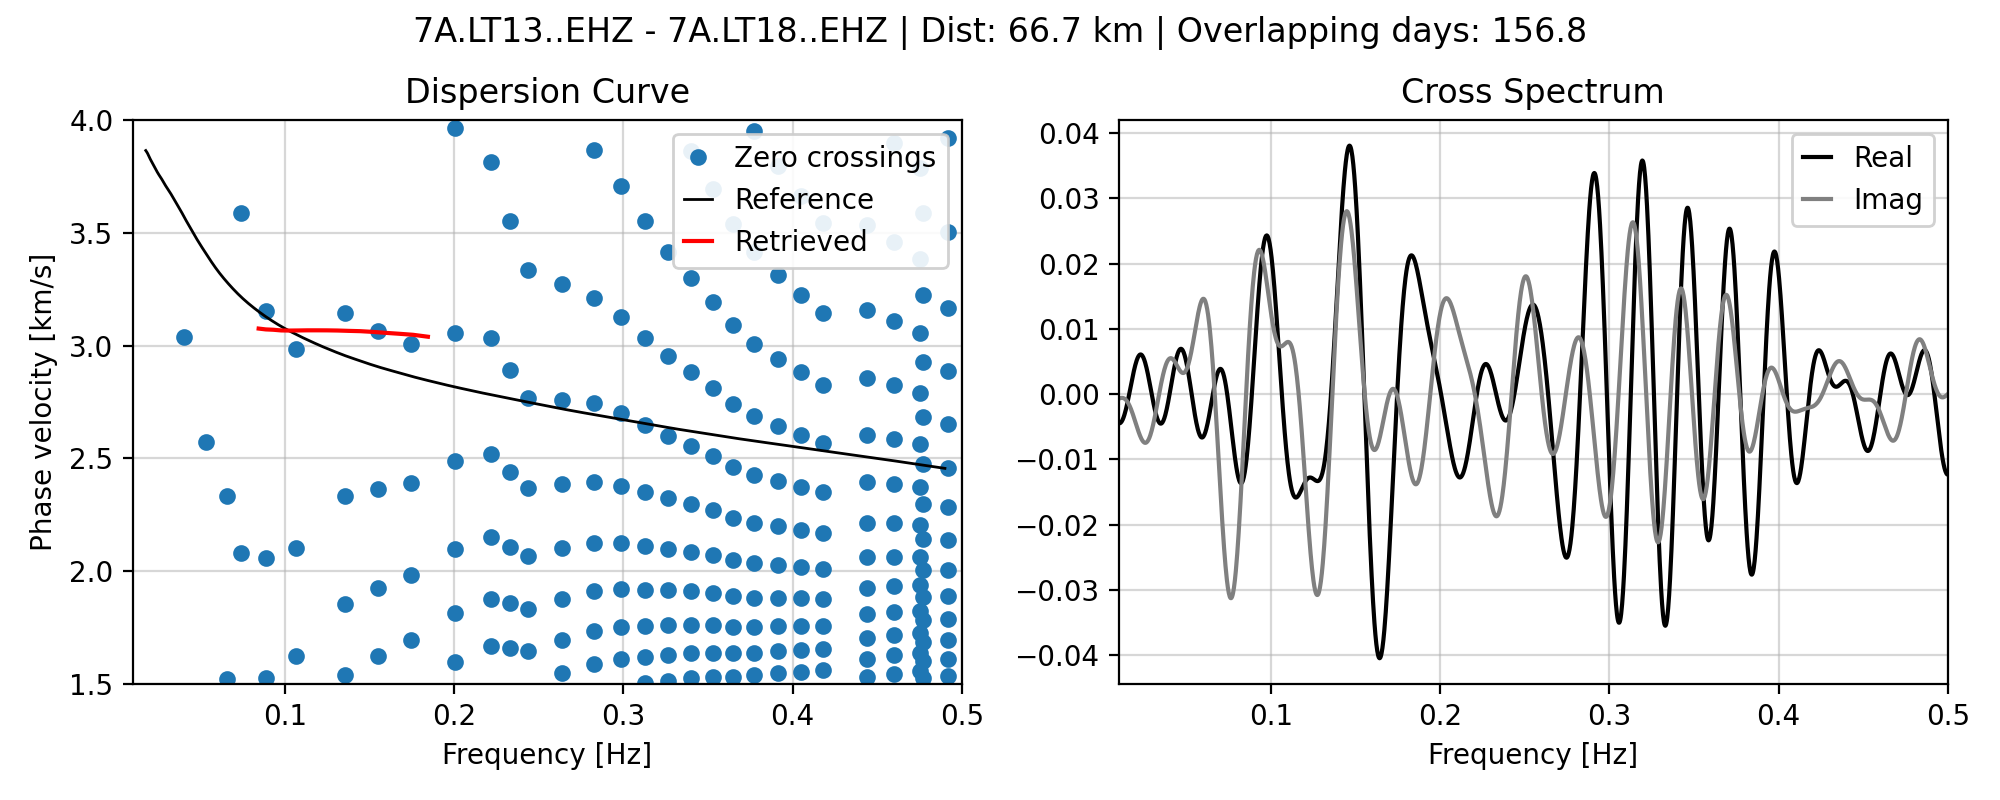 7A.LT13..EHZ - 7A.LT18..EHZ | Dist: 66.7 km | Overlapping days: 156.8
Dispersion Curve
4.0
3.5
3.0
2.5
2.0
1.5
Phase velocity [km/s]
0.1 0.2 0.3 0.4 0.5
Frequency [Hz]
Zero crossings
Reference
Retrieved
Cross Spectrum
0.04
0.03
0.02
0.01
0.00
−0.01
−0.02
−0.03
−0.04
0.1 0.2 0.3 0.4 0.5
Frequency [Hz]
Real
Imag